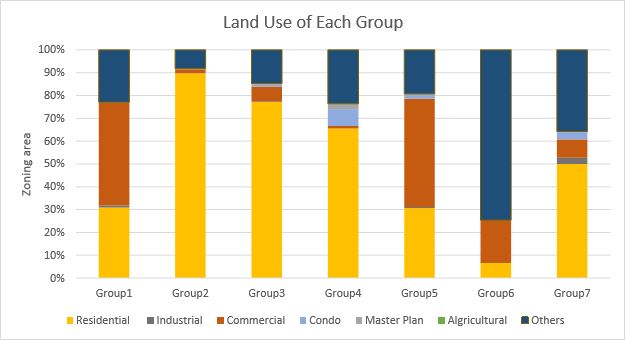 Land Use of Each Group
100%
90%
80%
70%
60%
50%
40%
30%
20%
10%
0%
Zoning area
Group1 Group2 Group3 Group4 Group5 Group6 Group7
Residential Industrial Commercial Condo Master Plan Algricultural Others